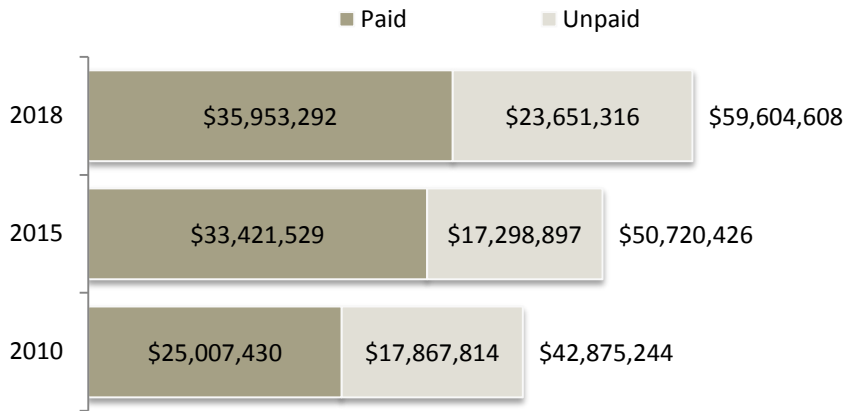 Paid Unpaid
2018 $35,953,292 $23,651,316 $59,604,608
2015 $33,421,529 $17,298,897 $50,720,426
2010 $25,007,430 $17,867,814 $42,875,244